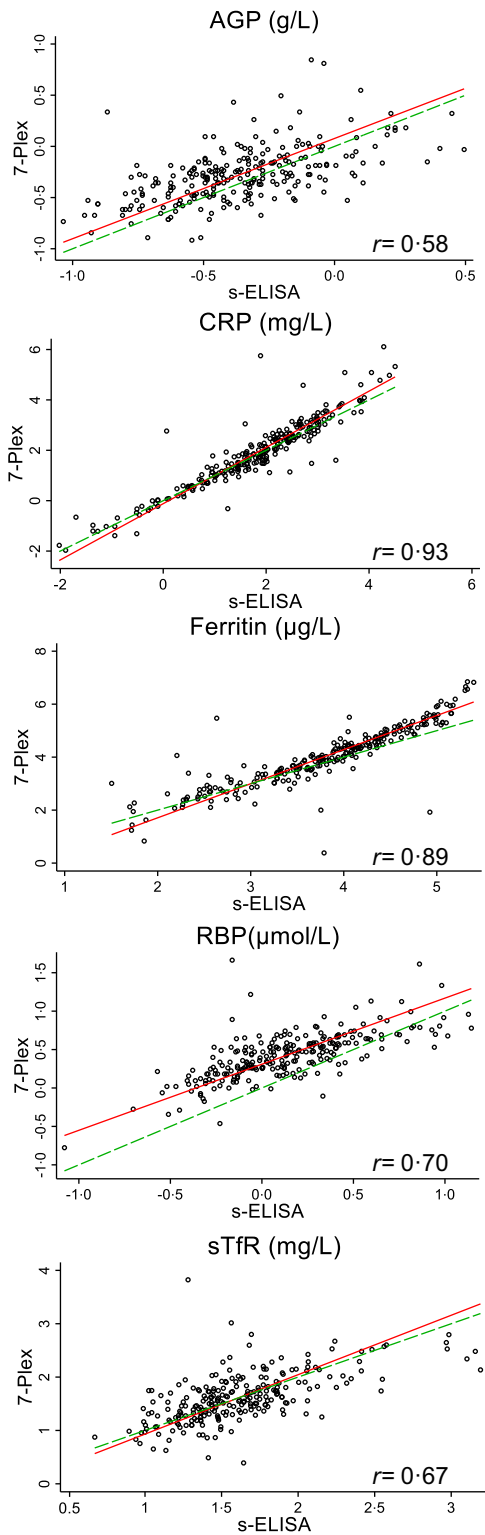 AGP (g/L)
1·0
0·5
0·0
-0·5
-1·0
7-Plex
r= 0·58
-1·0 -0·5 0·0 0·5
s-ELISA
CRP (mg/L)
6
4
2
0
-2
7-Plex
r= 0·93
-2 0 2 4 6
s-ELISA
Ferritin (µg/L)
8
6
4
2
0
7-Plex
r= 0·89
1 2 3 4 5
s-ELISA
RBP(µmol/L)
1·5
1·0
0·5
0·0
-0·5
-1·0
7-Plex
r= 0·70
-1·0 -0·5 0·0 0·5 1·0
s-ELISA
sTfR (mg/L)
4
3
2
1
0
7-Plex
r= 0·67
0.5 1 1·5 2 2·5 3
s-ELISA